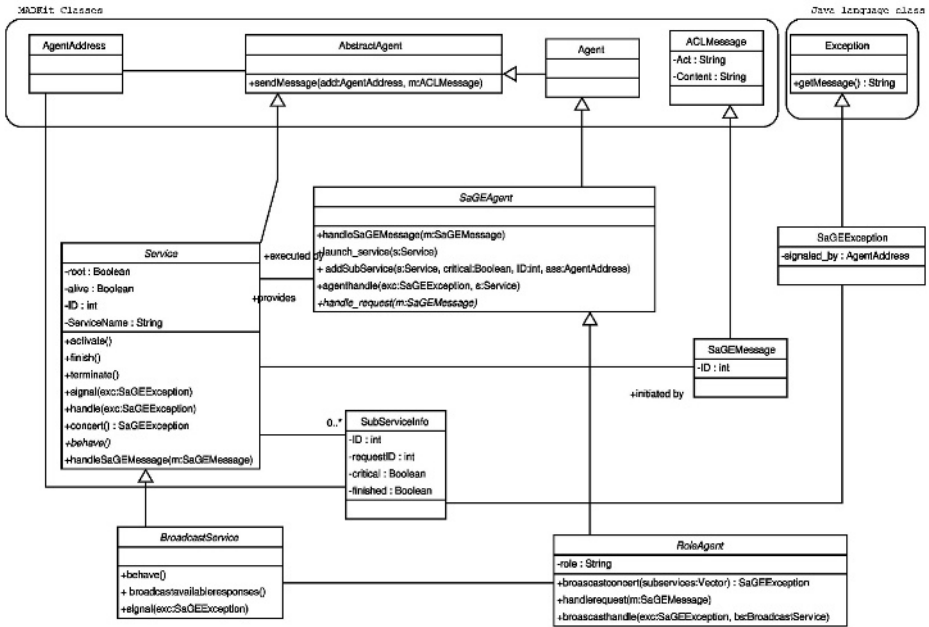 MADKit Classes
Java language class
AgentAddress
AbstractAgent
+sendMessage(add:AgentAddress, m:ACLMessage)
Agent
ACLMessage
-Act : String
-Content : String
Exception
+getMessage() : String
SaGEAgent
+handleSaGEMessage(m:SaGEMessage)
+launch_service(s:Service)
+ addSubService(s:Service, critical:Boolean, ID:int, ass:AgentAddress)
+agenthandle(exc:SaGEException, s:Service)
+handle_request(m:SaGEMessage)
SaGEException
-signaled_by : AgentAddress
Service
-root : Boolean
-alive : Boolean
-ID : int
-ServiceName : String
+activate()
+finish()
+terminate()
+signal(exc:SaGEException)
+handle(exc:SaGEException)
+concert() : SaGEException
+behave()
+handleSaGEMessage(m:SaGEMessage)
+executed by
+provides
SaGEMessage
-ID : int
+initiated by
0..*
SubServiceInfo
-ID : int
-requestID : int
-critical : Boolean
-finished : Boolean
BroadcastService
+behave()
+ broadcastavailableresponses()
+signal(exc:SaGException)
RoleAgent
-role : String
+broascastconcert(subservices:Vector) : SaGEException
+handlerequest(m:SaGEMessage)
+broascasthandle(exc:SaGEException, bs:BroadcastService)